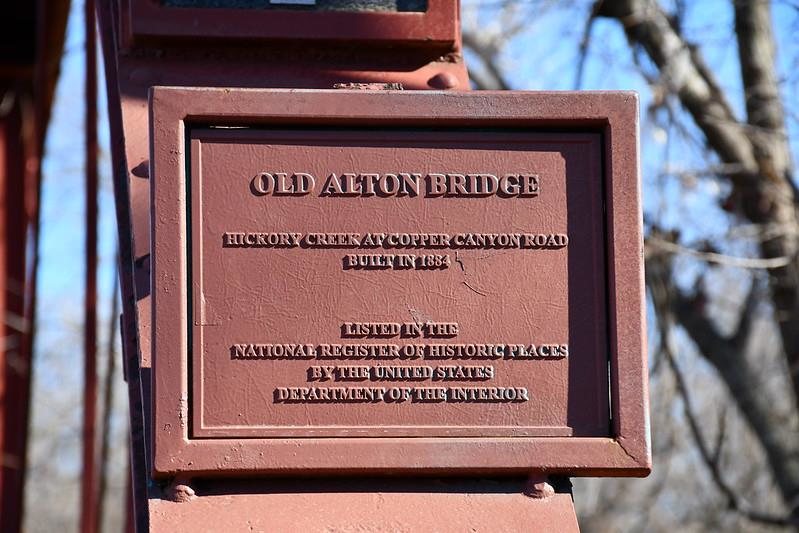 OLD ALTON BRIDGE
HICKORY CREEK AT COPPER CANYON ROAD
BUILT IN 1884
LISTED IN THE
NATIONAL REGISTER OF HISTORIC PLACES
BY THE UNITED STATES
DEPARTMENT OF THE INTERIOR